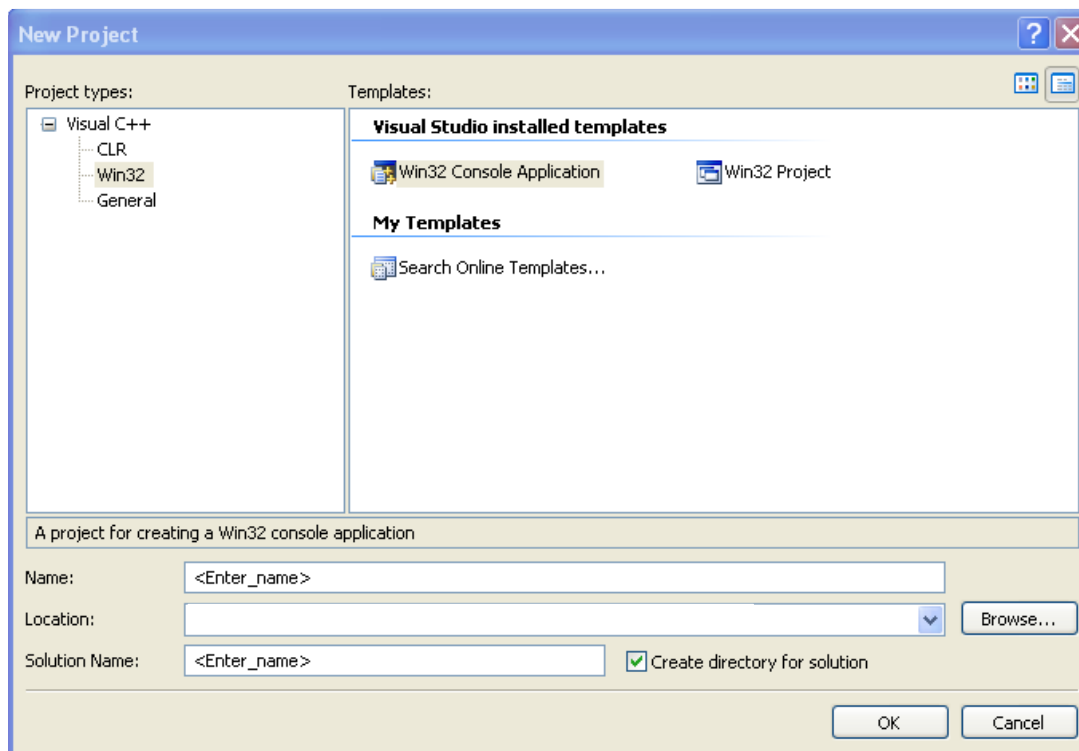 New Project
Project types:
Templates:
Visual C++
CLR
Win32
General
Visual Studio installed templates
Win32 Console Application
Win32 Project
My Templates
Search Online Templates...
A project for creating a Win32 console application
Name:
<Enter_name>
Location:
Browse...
Solution Name:
<Enter_name>
Create directory for solution
OK
Cancel